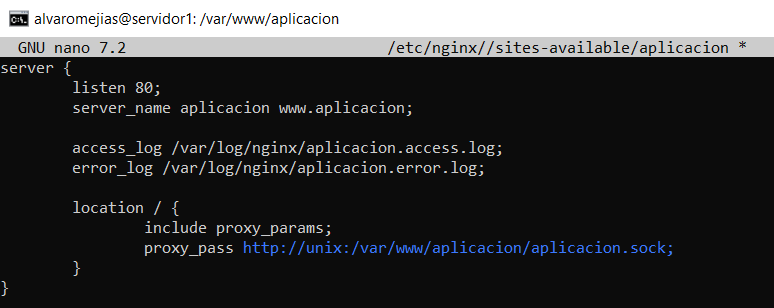 alvaromejias@servidor1: /var/www/aplicacion
GNU nano 7.2 /etc/nginx//sites-available/aplicacion *
server {
listen 80;
server_name aplicacion www.aplicacion;
access_log /var/log/nginx/aplicacion.access.log;
error_log /var/log/nginx/aplicacion.error.log;
location / {
include proxy_params;
proxy_pass http://unix:/var/www/aplicacion/aplicacion.sock;
}
}